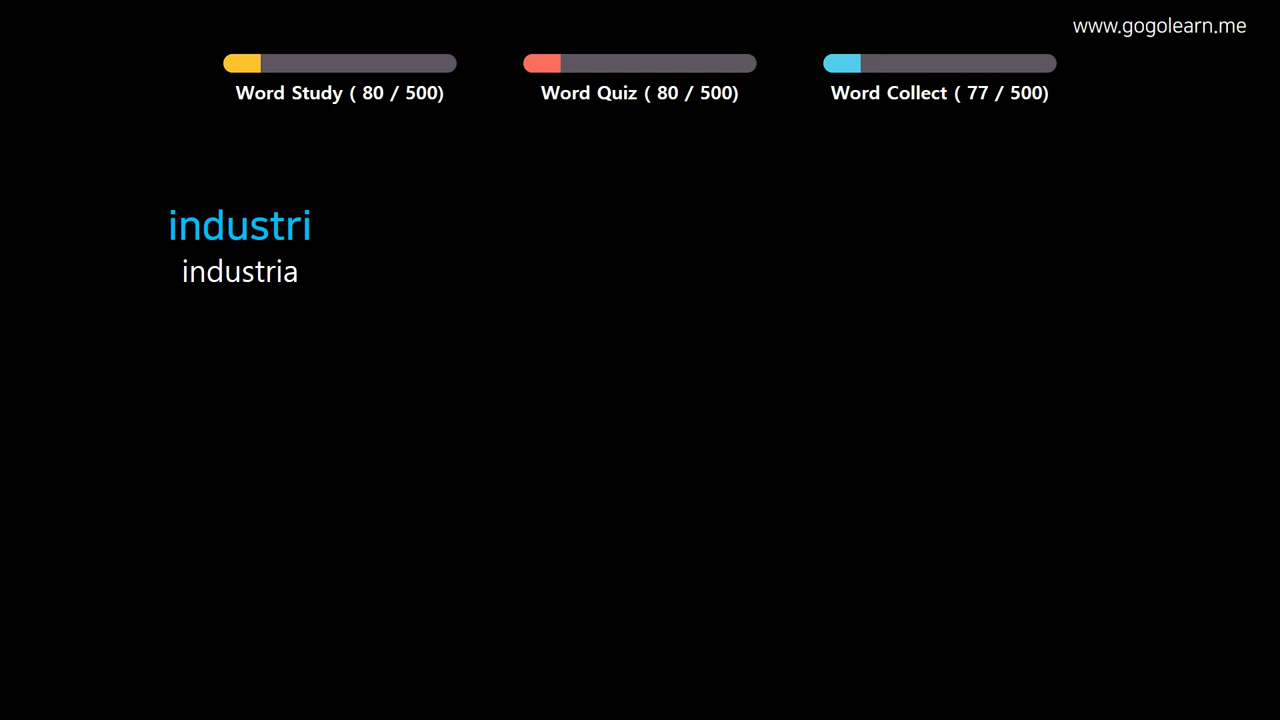 www.gogolearn.me
Word Study ( 80 / 500)
Word Quiz ( 80 / 500)
Word Collect ( 77 / 500)
industri
industria